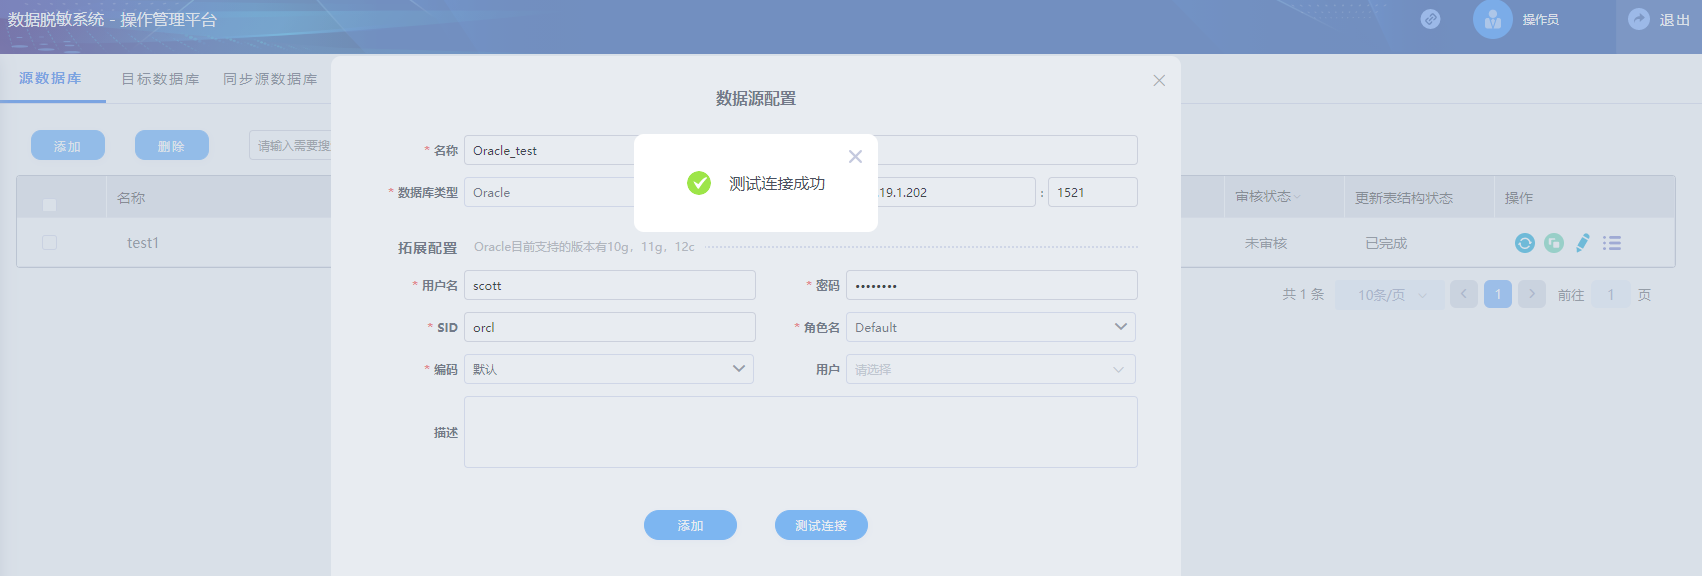 数据脱敏系统 - 操作管理平台
操作员
退出
源数据库
目标数据库
同步源数据库
数据源配置
添加
删除
请输入需要搜
* 名称
Oracle_test
测试连接成功
* 数据库类型
Oracle
.19.1.202
:
1521
名称
审核状态
更新表结构状态
操作
test1
未审核
已完成
拓展配置
Oracle目前支持的版本有10g，11g，12c
* 用户名
scott
* 密码
••••••••
共 1 条
10条/页
1
前往
1
页
* SID
orcl
* 角色名
Default
* 编码
默认
用户
请选择
描述
添加
测试连接